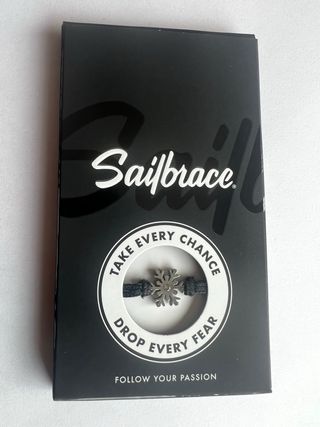 Sailbrace®
TAKE EVERY CHANCE
DROP EVERY FEAR
FOLLOW YOUR PASSION